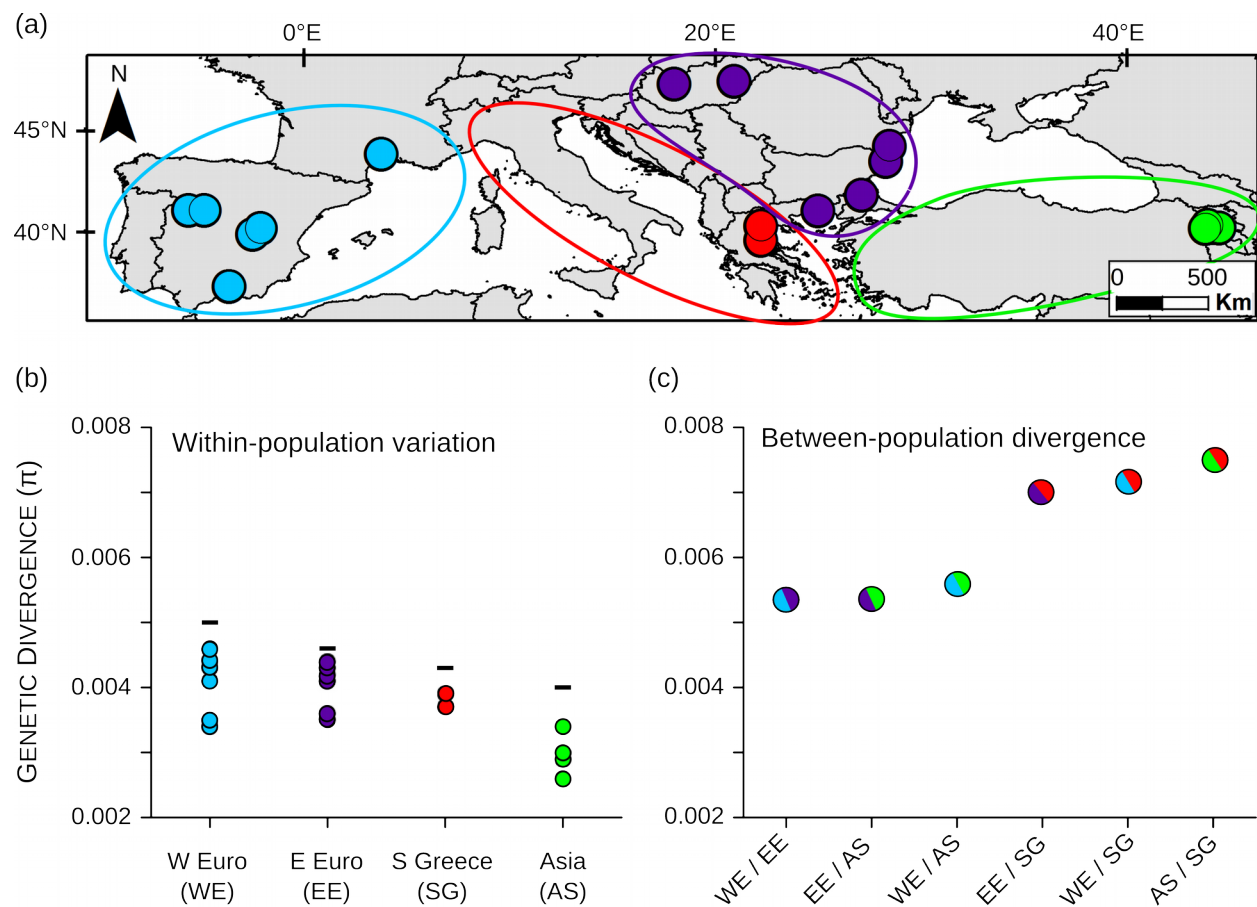 (a)
0°E 20°E 40°E
N
45°N
40°N
0 500
Km
(b) (c)
Within-population variation
Between-population divergence
GENETIC DIVERGENCE (π)
0.008
0.006
0.004
0.002
W Euro
(WE)
E Euro
(EE)
S Greece
(SG)
Asia
(AS)
0.008
0.006
0.004
0.002
WE / EE
EE / AS
WE / AS
EE / SG
WE / SG
AS / SG